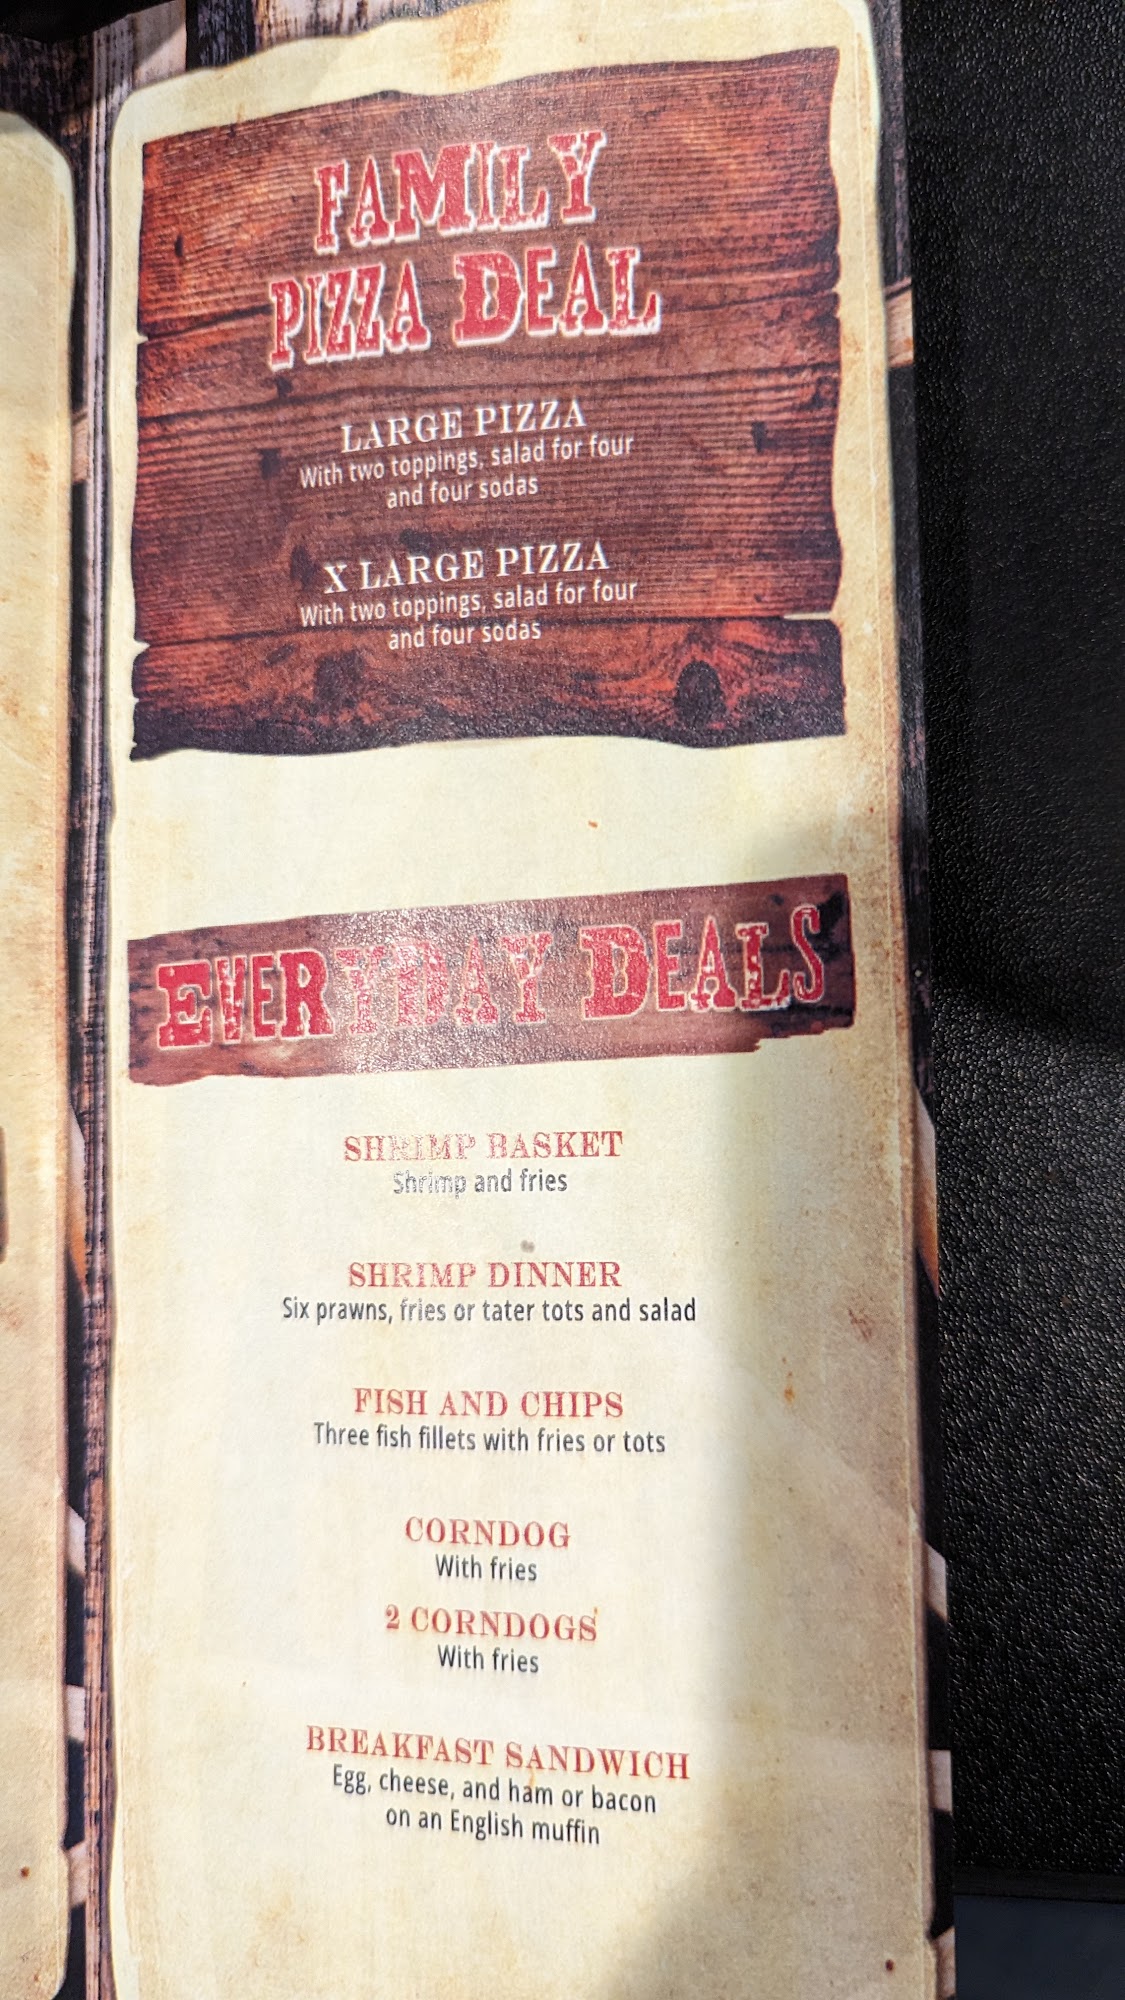 FAMILY
PIZZA DEAL
LARGE PIZZA
With two toppings, salad for four
and four sodas
X LARGE PIZZA
With two toppings, salad for four
and four sodas
EVERYDAY DEALS
SHRIMP BASKET
Shrimp and fries
SHRIMP DINNER
Six prawns, fries or tater tots and salad
FISH AND CHIPS
Three fish fillets with fries or tots
CORNDOG
With fries
2 CORNDOGS
With fries
BREAKFAST SANDWICH
Egg, cheese, and ham or bacon
on an English muffin